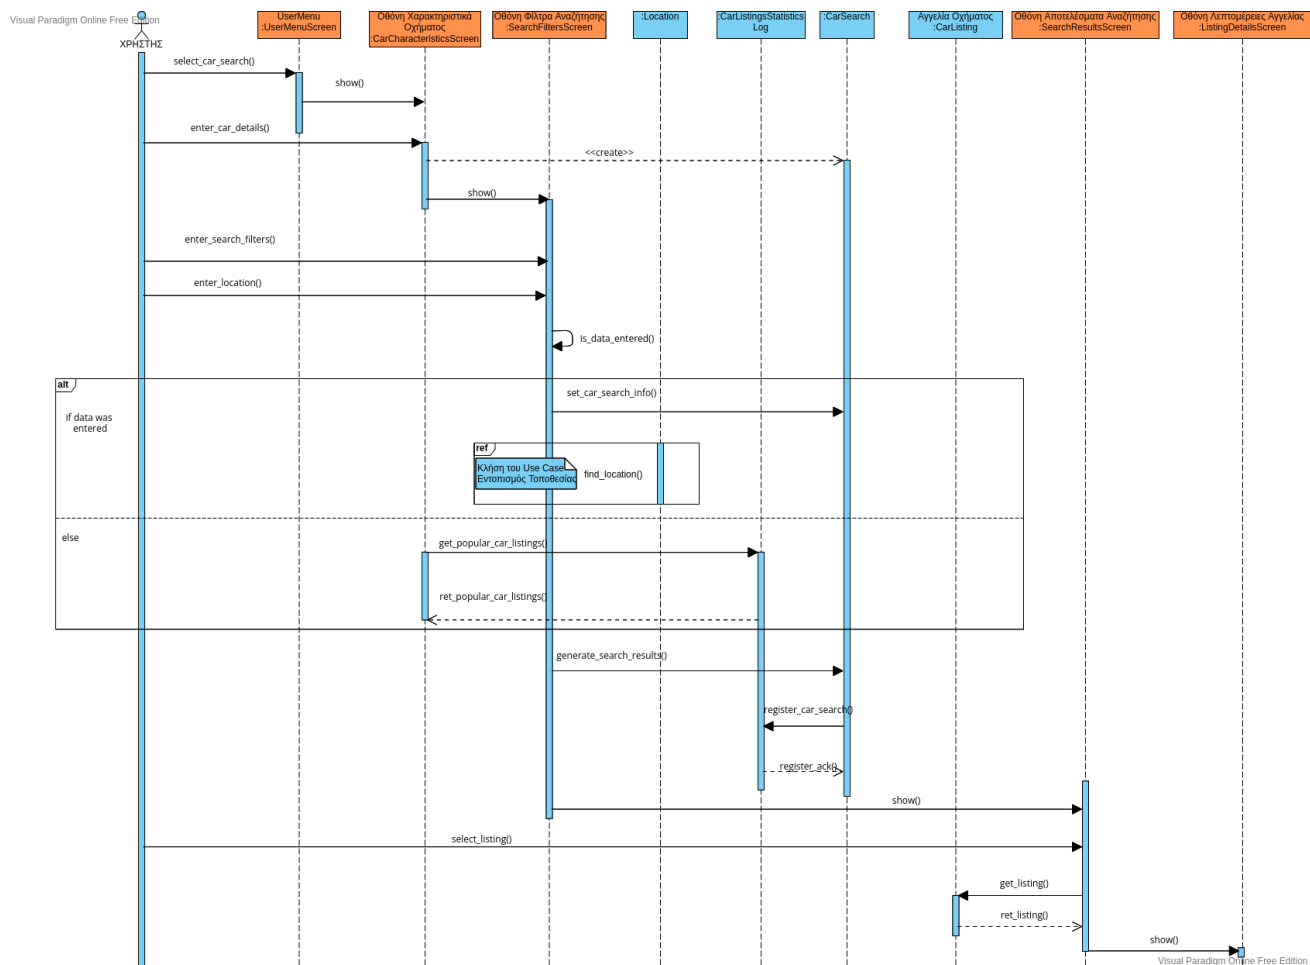 Visual Paradigm Online Free Edition
ΧΡΗΣΤΗΣ
UserMenu
:UserMenuScreen
Οθόνη Χαρακτηριστικά
Οχήματος
:CarCharacteristicsScreen
Οθόνη Φίλτρα Αναζήτησης
:SearchFiltersScreen
:Location
:CarListingsStatistics
Log
:CarSearch
Αγγελία Οχήματος
:CarListing
Οθόνη Αποτελέσματα Αναζήτησης
:SearchResultsScreen
Οθόνη Λεπτομέρειες Αγγελίας
:ListingDetailsScreen
select_car_search()
show()
enter_car_details()
<<create>>
show()
enter_search_filters()
enter_location()
is_data_entered()
alt
if data was
entered
set_car_search_info()
ref
Κλήση του Use Case
Εντοπισμός Τοποθεσίας
find_location()
else
get_popular_car_listings()
ret_popular_car_listings()
generate_search_results()
register_car_search()
register_ack()
show()
select_listing()
get_listing()
ret_listing()
show()
Visual Paradigm Online Free Edition